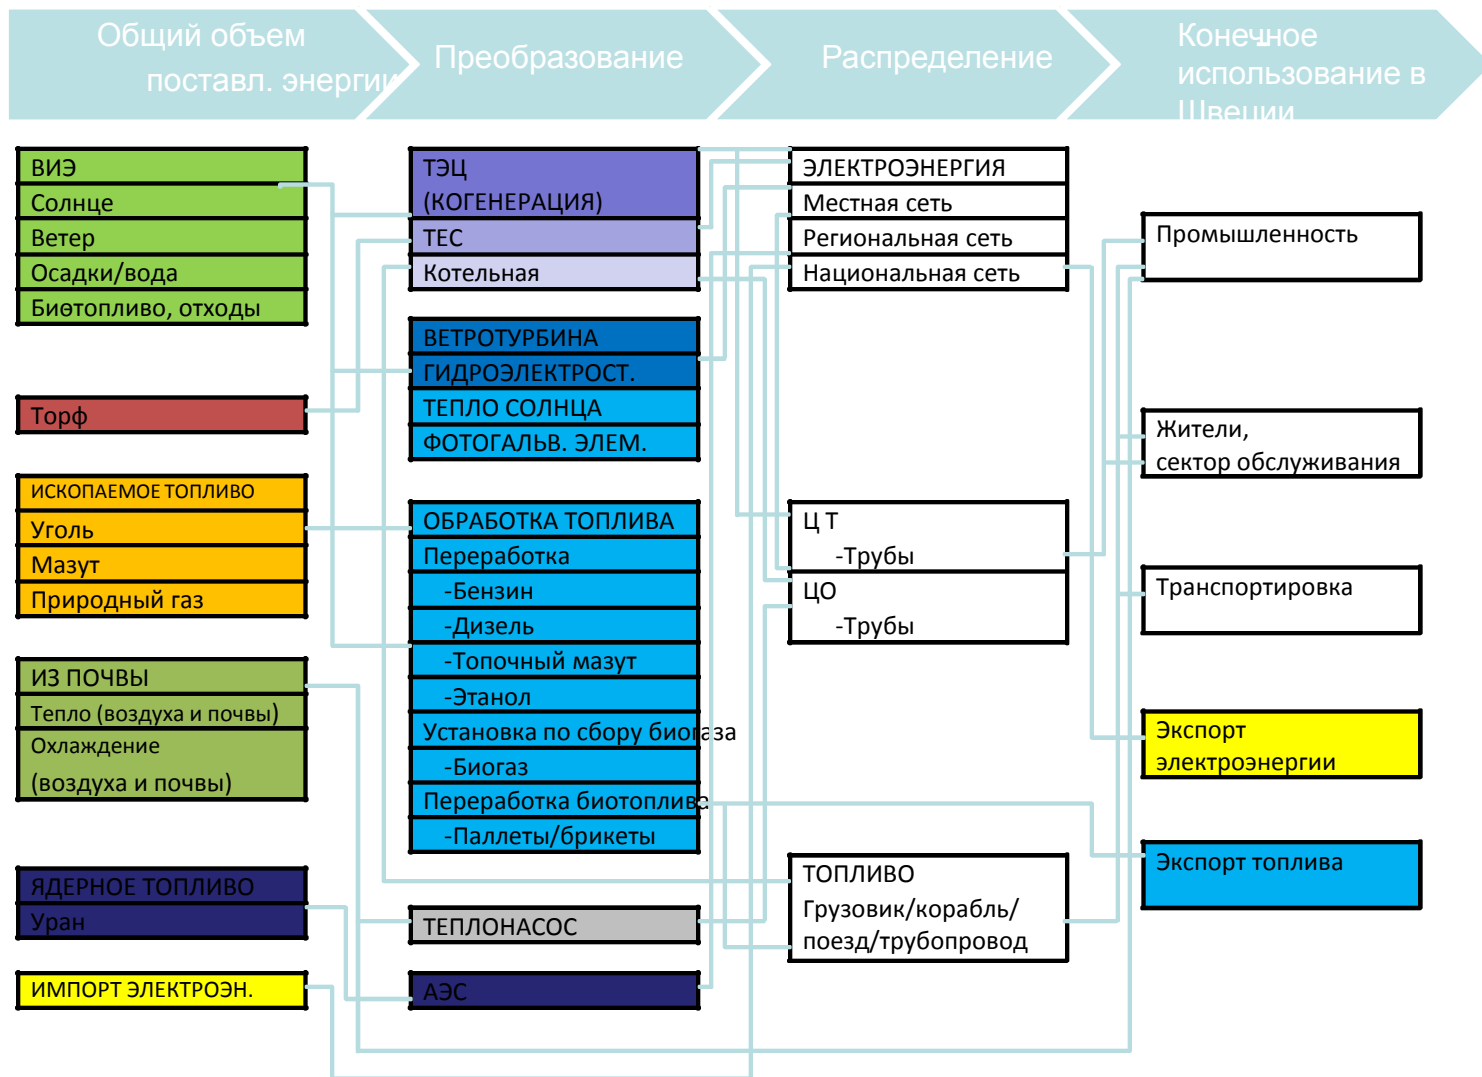 Общий объем
поставл. энергии
Преобразование
Распределение
Конечное
использование в
Швеции
ВИЭ
Солнце
Ветер
Осадки/вода
Биотопливо, отходы
Торф
ИСКОПАЕМОЕ ТОПЛИВО
Уголь
Мазут
Природный газ
ИЗ ПОЧВЫ
Тепло (воздуха и почвы)
Охлаждение
(воздуха и почвы)
ЯДЕРНОЕ ТОПЛИВО
Уран
ИМПОРТ ЭЛЕКТРОЭН.
ТЭЦ
(КОГЕНЕРАЦИЯ)
ТЕС
Котельная
ВЕТРОТУРБИНА
ГИДРОЭЛЕКТРОСТ.
ТЕПЛО СОЛНЦА
ФОТОГАЛЬВ. ЭЛЕМ.
ОБРАБОТКА ТОПЛИВА
Переработка
-Бензин
-Дизель
-Топочный мазут
-Этанол
Установка по сбору биогаза
-Биогаз
Переработка биотоплива
-Паллеты/брикеты
ТЕПЛОНАСОС
АЭС
ЭЛЕКТРОЭНЕРГИЯ
Местная сеть
Региональная сеть
Национальная сеть
Ц Т
-Трубы
ЦО
-Трубы
ТОПЛИВО
Грузовик/корабль/
поезд/трубопровод
Промышленность
Жители,
сектор обслуживания
Транспортировка
Экспорт
электроэнергии
Экспорт топлива